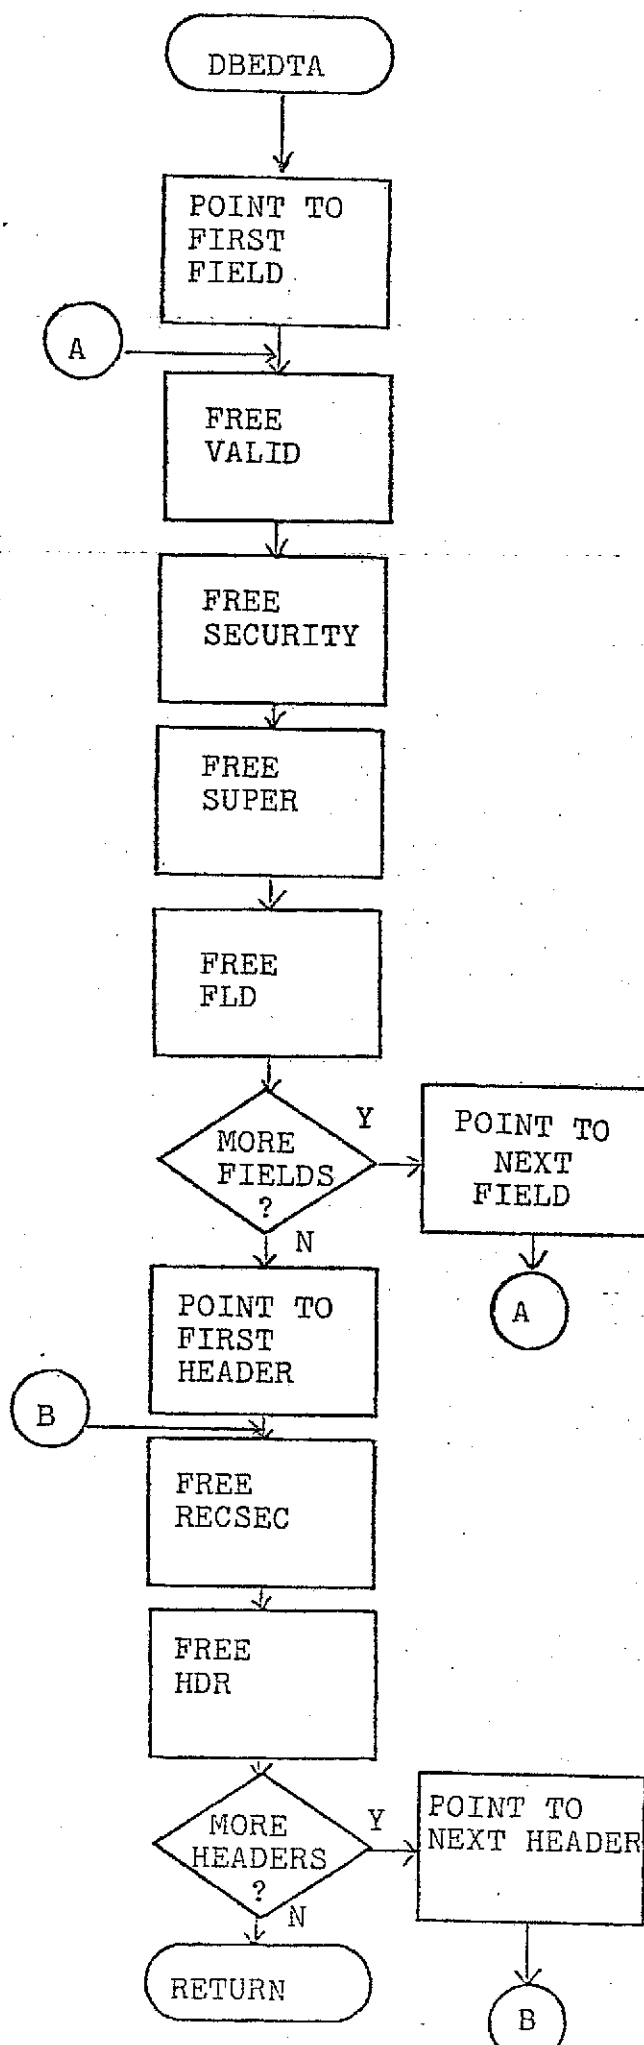 DBEDTA
POINT TO
FIRST
FIELD
A
FREE
VALID
FREE
SECURITY
FREE
SUPER
FREE
FLD
MORE
FIELDS
?
Y
POINT TO
NEXT
FIELD
N
A
POINT TO
FIRST
HEADER
B
FREE
RECSEC
FREE
HDR
MORE
HEADERS
?
Y
POINT TO
NEXT HEADER
N
RETURN
B